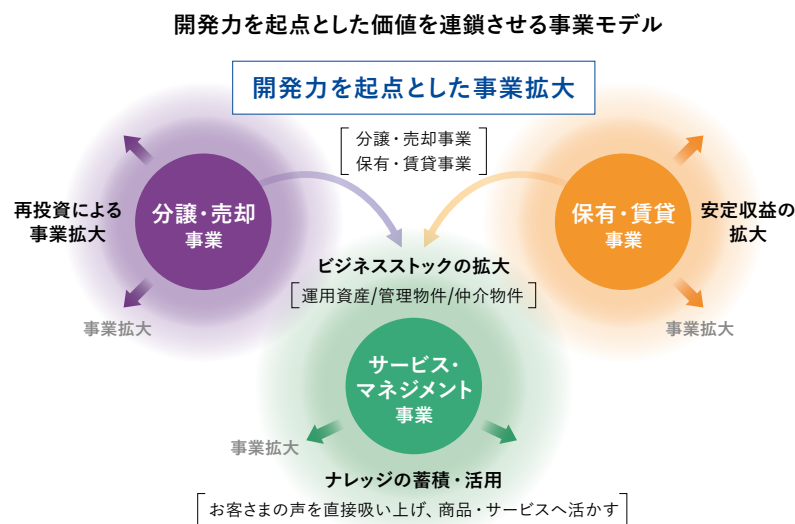 開発力を起点とした価値を連鎖させる事業モデル
開発力を起点とした事業拡大
分譲・売却事業
保有・賃貸事業
再投資による
事業拡大
分譲・売却
事業
保有・賃貸
事業
安定収益の
拡大
ビジネスストックの拡大
運用資産/管理物件/仲介物件
事業拡大
事業拡大
サービス・
マネジメント
事業
事業拡大
ナレッジの蓄積・活用
お客さまの声を直接吸い上げ、商品・サービスへ活かす